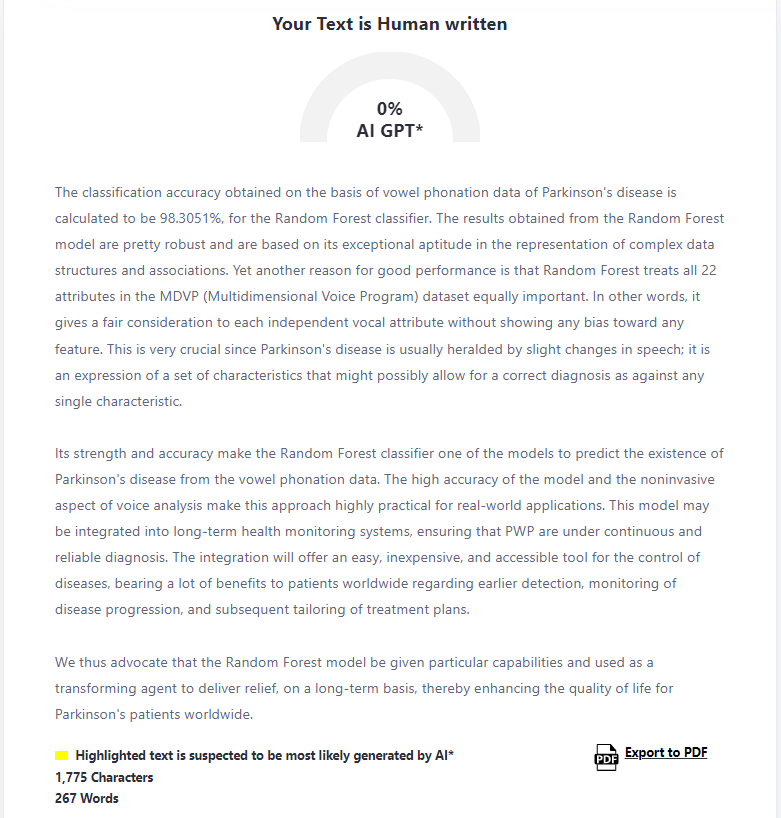 Your Text is Human written
0%
AI GPT*
The classification accuracy obtained on the basis of vowel phonation data of Parkinson's disease is
calculated to be 98.3051%, for the Random Forest classifier. The results obtained from the Random Forest
model are pretty robust and are based on its exceptional aptitude in the representation of complex data
structures and associations. Yet another reason for good performance is that Random Forest treats all 22
attributes in the MDVP (Multidimensional Voice Program) dataset equally important. In other words, it
gives a fair consideration to each independent vocal attribute without showing any bias toward any
feature. This is very crucial since Parkinson's disease is usually heralded by slight changes in speech; it is
an expression of a set of characteristics that might possibly allow for a correct diagnosis as against any
single characteristic.
Its strength and accuracy make the Random Forest classifier one of the models to predict the existence of
Parkinson's disease from the vowel phonation data. The high accuracy of the model and the noninvasive
aspect of voice analysis make this approach highly practical for real-world applications. This model may
be integrated into long-term health monitoring systems, ensuring that PWP are under continuous and
reliable diagnosis. The integration will offer an easy, inexpensive, and accessible tool for the control of
diseases, bearing a lot of benefits to patients worldwide regarding earlier detection, monitoring of
disease progression, and subsequent tailoring of treatment plans.
We thus advocate that the Random Forest model be given particular capabilities and used as a
transforming agent to deliver relief, on a long-term basis, thereby enhancing the quality of life for
Parkinson's patients worldwide.
Highlighted text is suspected to be most likely generated by AI*
PDF Export to PDF
1,775 Characters
267 Words